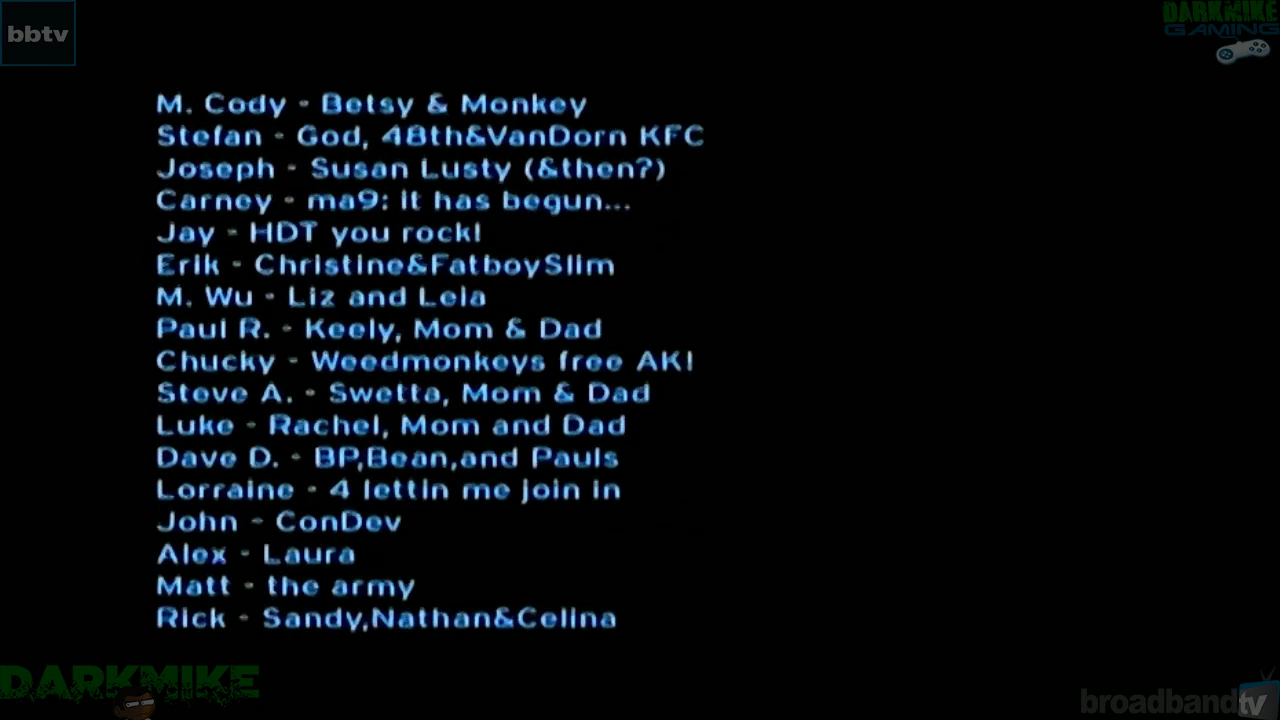 bbtv
DARKMIKE
GAMING
M. Cody - Betsy & Monkey
Stefan - God, 48th&VanDorn KFC
Joseph - Susan Lusty (&then?)
Carney - ma9: it has begun...
Jay - HDT you rock!
Erik - Christine&FatboySlim
M. Wu - Liz and Lela
Paul R. - Keely, Mom & Dad
Chucky - Weedmonkeys free AK!
Steve A. - Swetta, Mom & Dad
Luke - Rachel, Mom and Dad
Dave D. - BP,Bean,and Pauls
Lorraine - 4 lettin me join in
John - ConDev
Alex - Laura
Matt - the army
Rick - Sandy,Nathan&Celina
DARKMIKE
broadbandtv